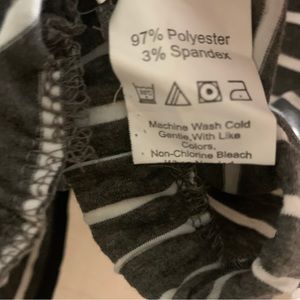 97% Polyester
3% Spandex
Machine Wash Cold
Gentle,With Like
Colors.
Non-Chlorine Bleach